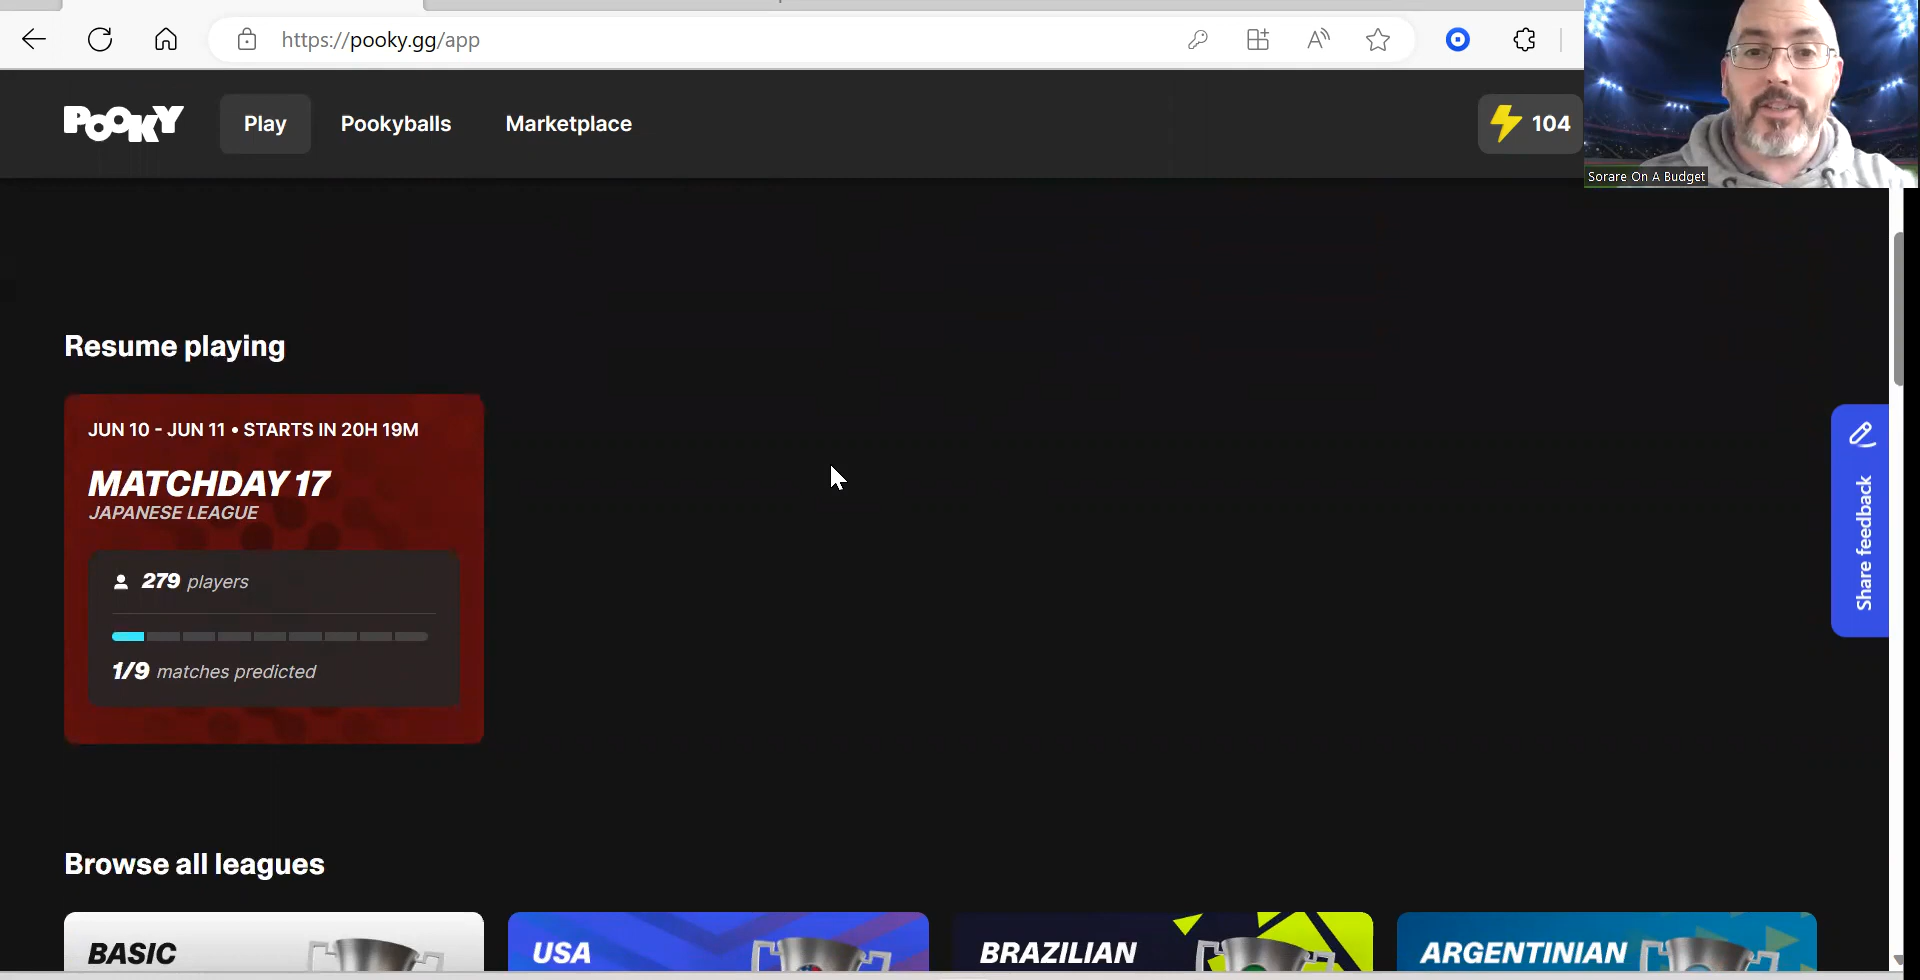 https://pooky.gg/app
POOKY
Play
Pookyballs
Marketplace
104
Sorare On A Budget
Resume playing
JUN 10 - JUN 11 • STARTS IN 20H 19M
MATCHDAY 17
JAPANESE LEAGUE
279 players
1/9 matches predicted
Share feedback
Browse all leagues
BASIC
USA
BRAZILIAN
ARGENTINIAN